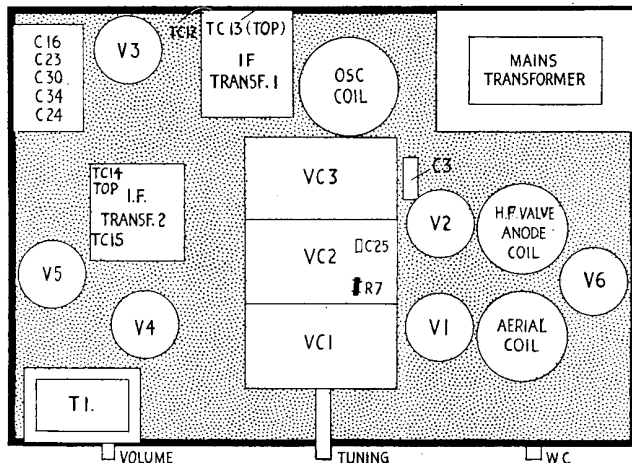 C16
C23
C30
C34
C24
V3
TC12
TC13(TOP)
I F
TRANSF. 1
OSC
COIL
MAINS
TRANSFORMER
TC14
TOP
I.F.
TRANSF. 2
TC15
VC3
C3
V2
H.F. VALVE
ANODE
COIL
VC2
C25
R7
V5
V4
V6
VC1
V1
AERIAL
COIL
T1.
VOLUME
TUNING
W C